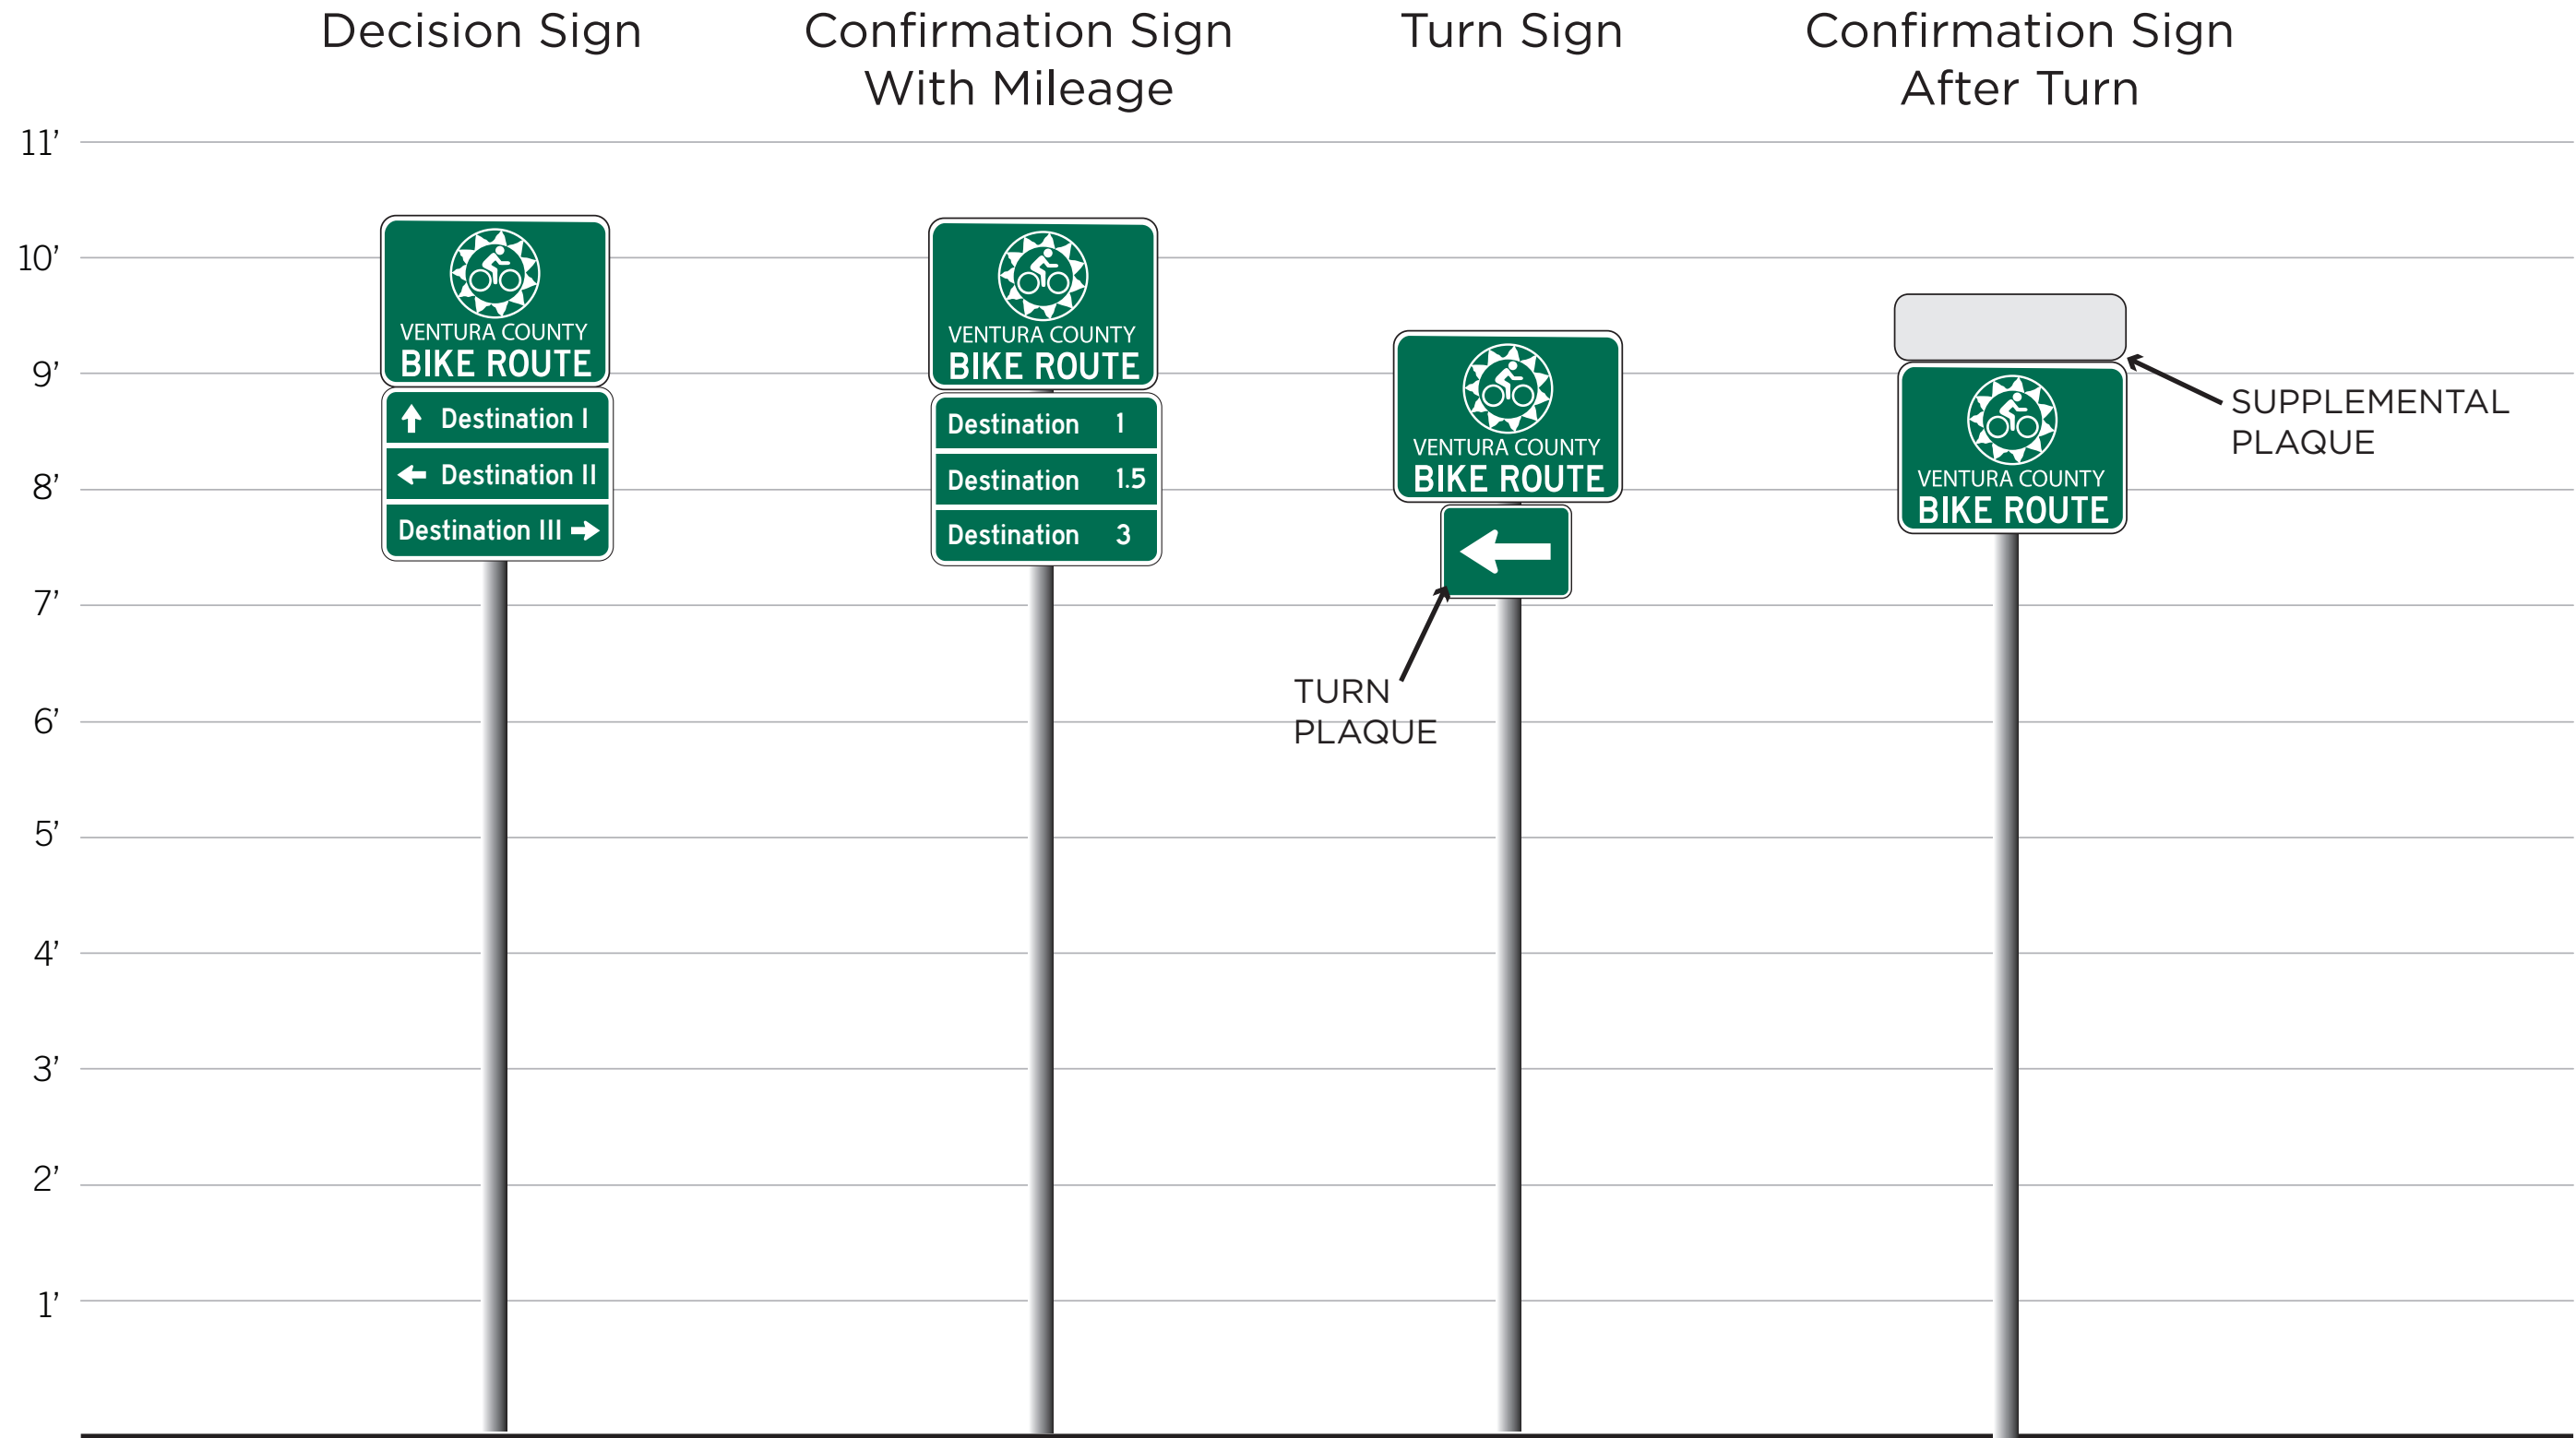 Decision Sign
Confirmation Sign
With Mileage
Turn Sign
Confirmation Sign
After Turn
11’
10’
9’
8’
7’
6’
5’
4’
3’
2’
1’
VENTURA COUNTY
BIKE ROUTE
Destination I
Destination II
Destination III
VENTURA COUNTY
BIKE ROUTE
Destination 1
Destination 1.5
Destination 3
VENTURA COUNTY
BIKE ROUTE
TURN
PLAQUE
VENTURA COUNTY
BIKE ROUTE
SUPPLEMENTAL
PLAQUE